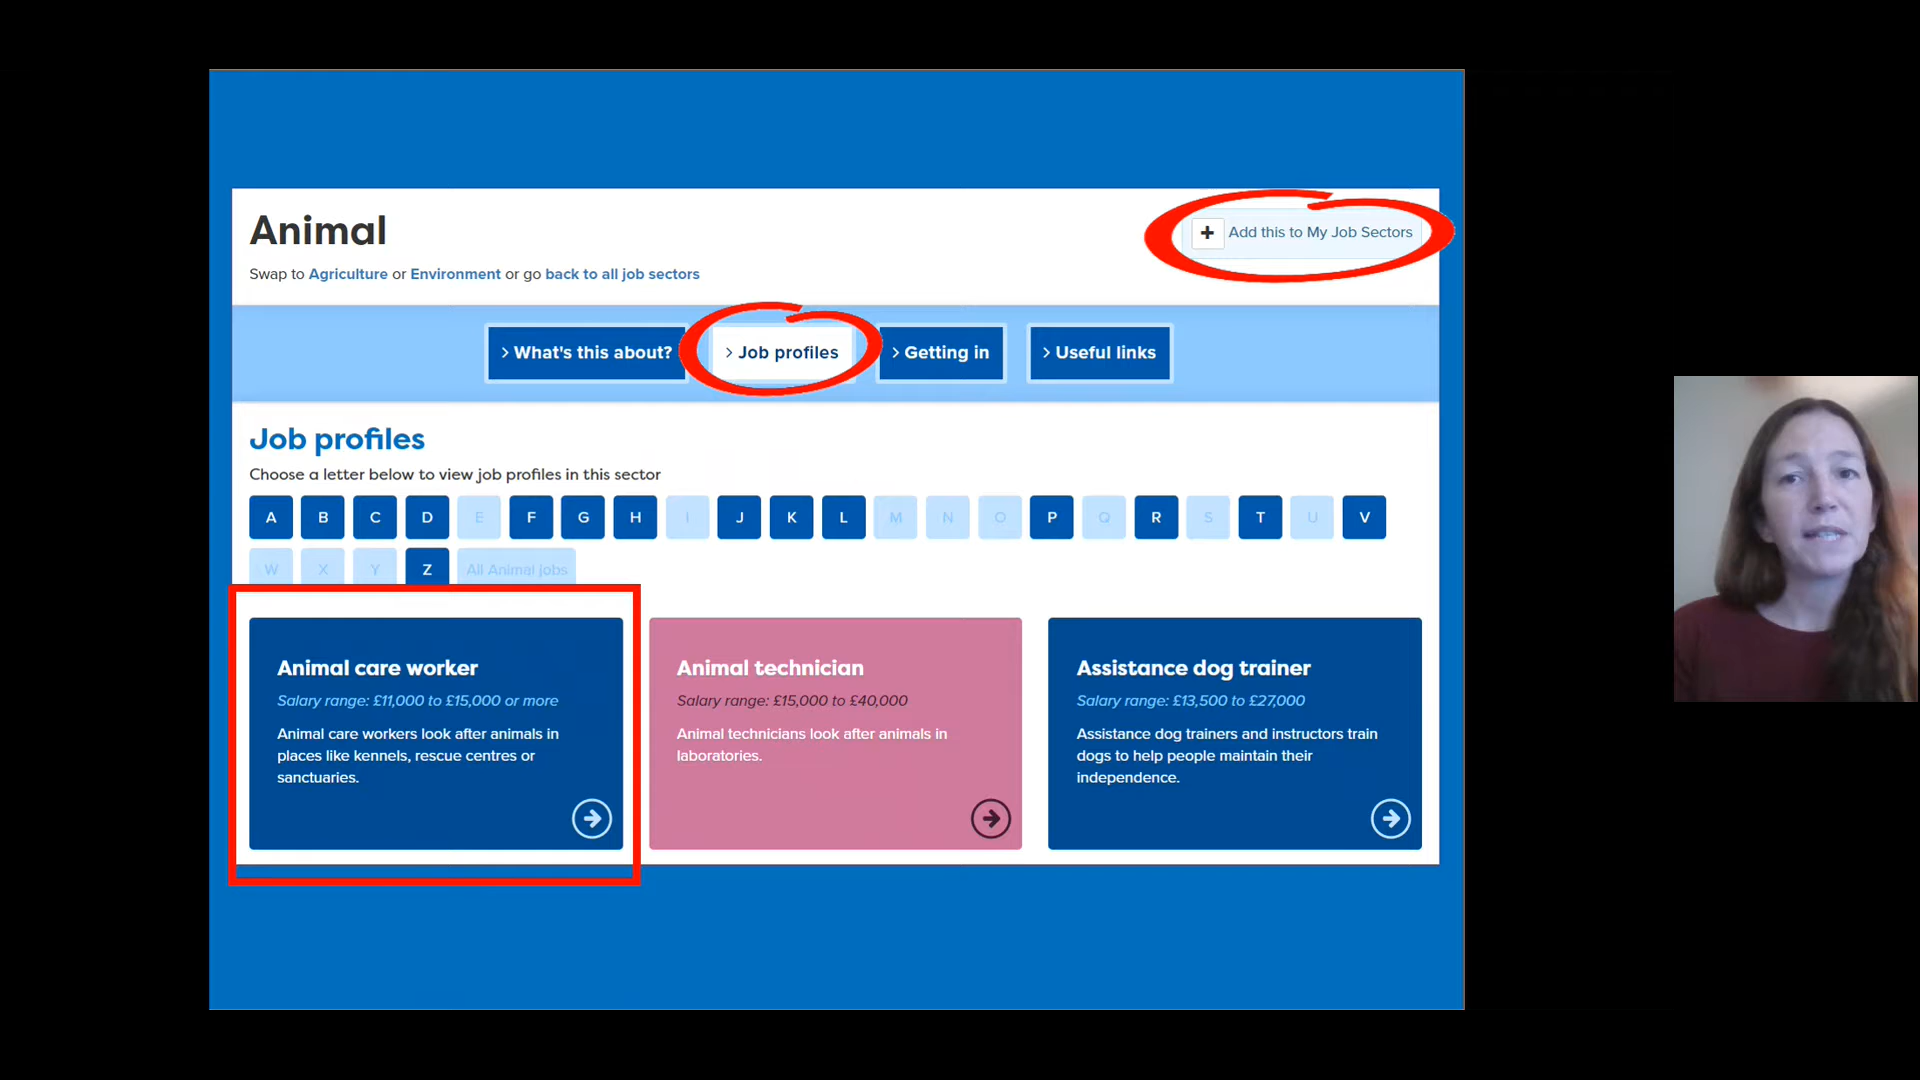 Animal
+ Add this to My Job Sectors
Swap to Agriculture or Environment or go back to all job sectors
> What's this about?
> Job profiles
> Getting in
> Useful links
Job profiles
Choose a letter below to view job profiles in this sector
A B C D E F G H I J K L M N O P Q R S T U V
W X Y Z All Animal jobs
Animal care worker
Salary range: £11,000 to £15,000 or more
Animal care workers look after animals in
places like kennels, rescue centres or
sanctuaries.
Animal technician
Salary range: £15,000 to £40,000
Animal technicians look after animals in
laboratories.
Assistance dog trainer
Salary range: £13,500 to £27,000
Assistance dog trainers and instructors train
dogs to help people maintain their
independence.